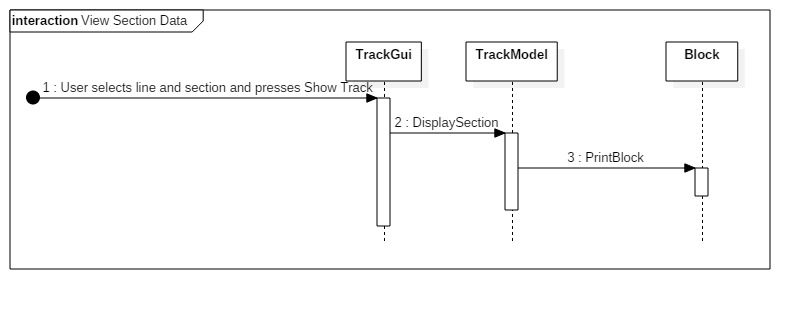 interaction View Section Data
TrackGui
TrackModel
Block
1 : User selects line and section and presses Show Track
2 : DisplaySection
3 : PrintBlock